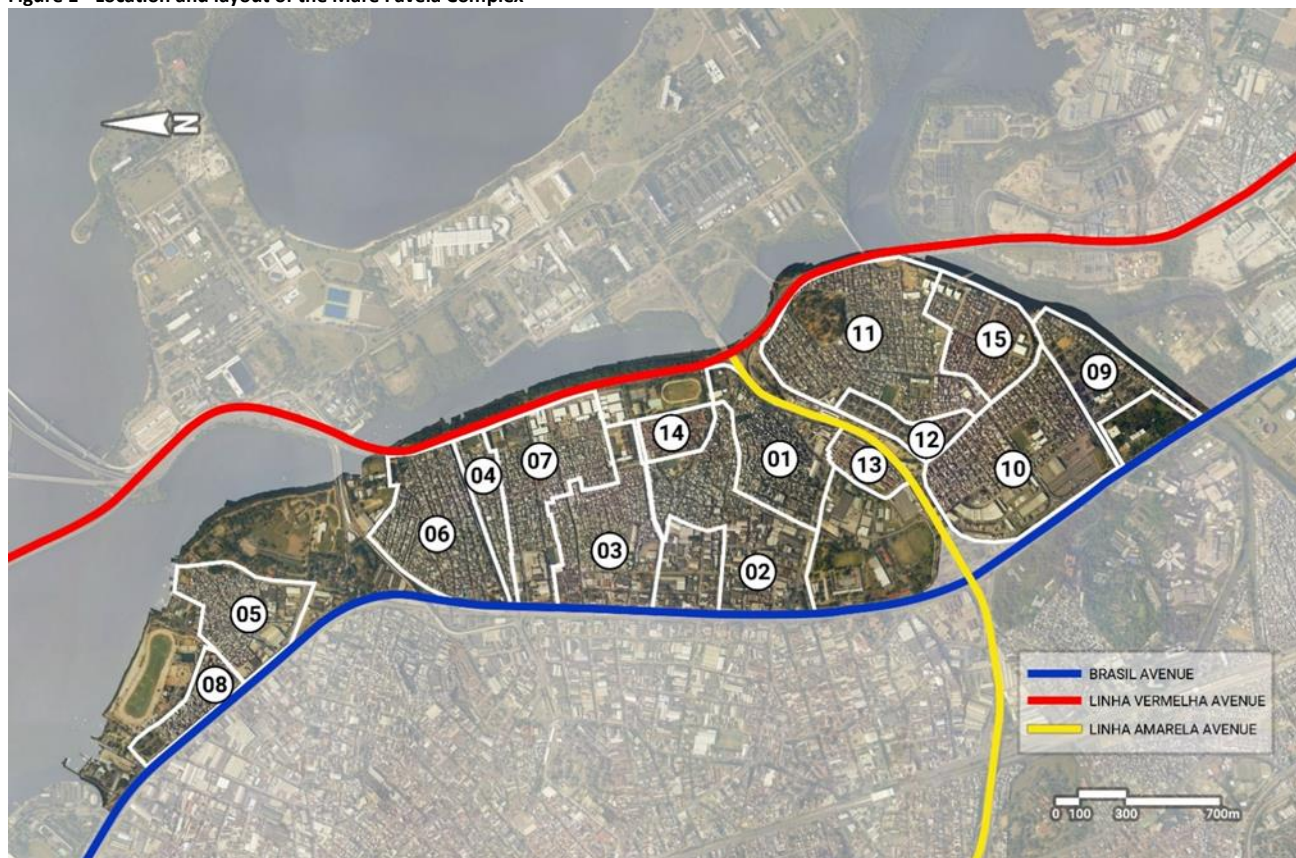 Figure 1 - Location and layout of the Maré Favela Complex
N
11
15
09
14
12
04
07
01
13
10
06
03
02
05
08
BRASIL AVENUE
LINHA VERMELHA AVENUE
LINHA AMARELA AVENUE
0 100 300 700m